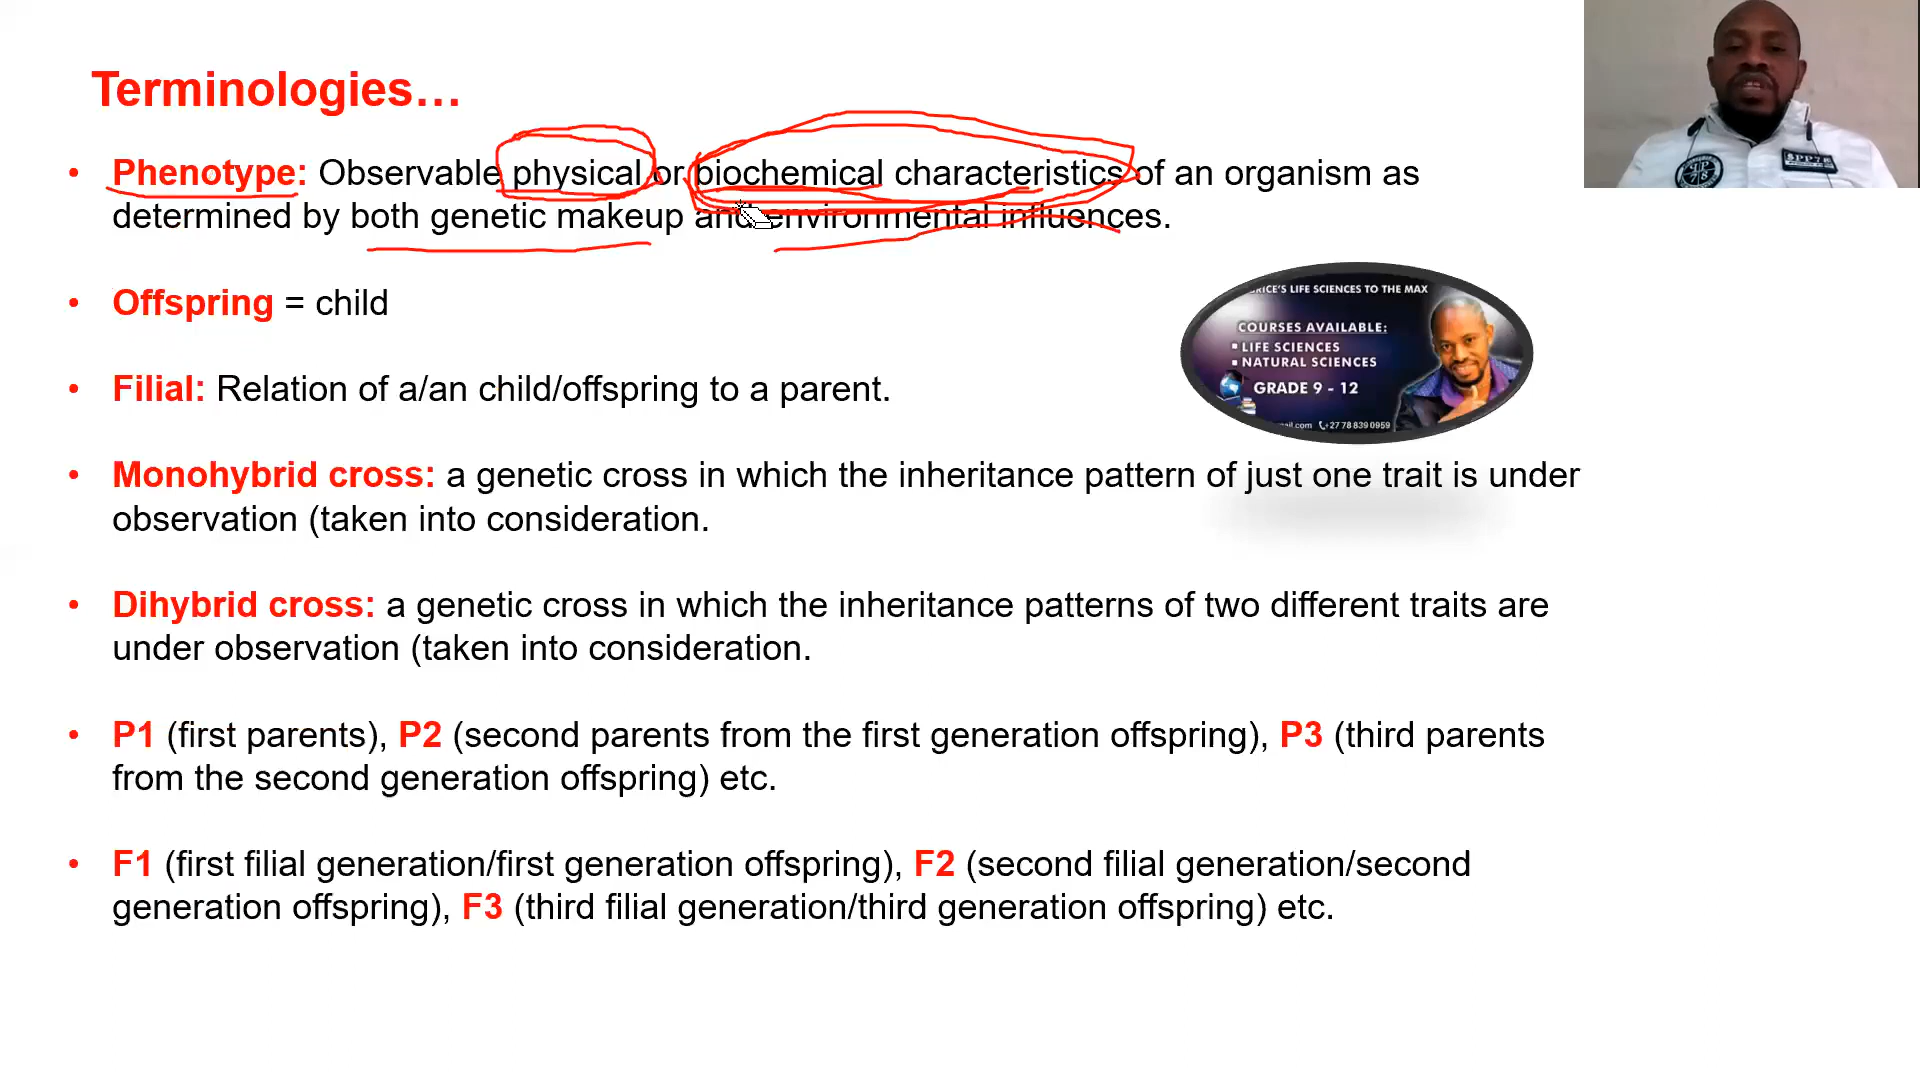 Terminologies...
• Phenotype: Observable physical or biochemical characteristics of an organism as
determined by both genetic makeup and environmental influences.
• Offspring = child
• Filial: Relation of a/an child/offspring to a parent.
• Monohybrid cross: a genetic cross in which the inheritance pattern of just one trait is under
observation (taken into consideration.
• Dihybrid cross: a genetic cross in which the inheritance patterns of two different traits are
under observation (taken into consideration.
• P1 (first parents), P2 (second parents from the first generation offspring), P3 (third parents
from the second generation offspring) etc.
• F1 (first filial generation/first generation offspring), F2 (second filial generation/second
generation offspring), F3 (third filial generation/third generation offspring) etc.
LIFE SCIENCES TO THE MAX
COURSES AVAILABLE:
▪ LIFE SCIENCES
▪ NATURAL SCIENCES
GRADE 9 - 12
.com +27 78 839 0959